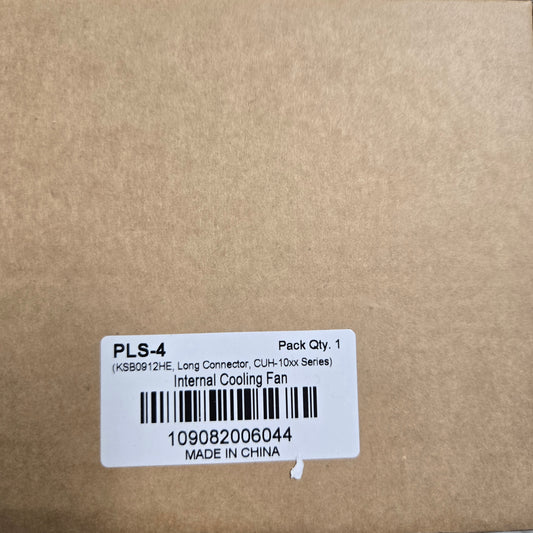 PLS-4 Pack Qty. 1
(KSB0912HE, Long Connector, CUH-10xx Series)
Internal Cooling Fan
109082006044
MADE IN CHINA